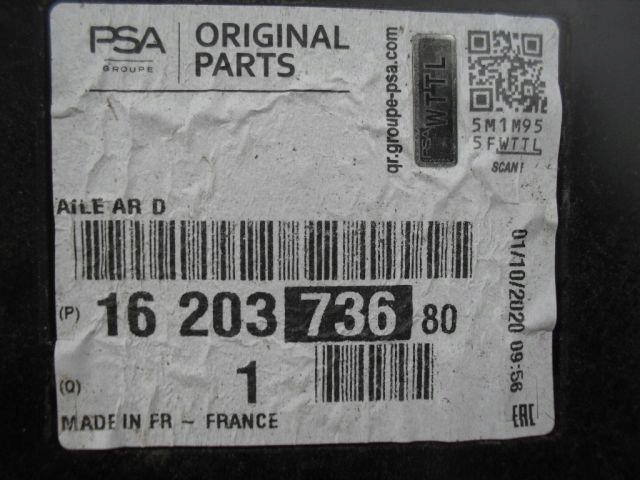 PSA
GROUPE
ORIGINAL
PARTS
qr.groupe-psa.com
PSA WTTL
5M1M95
5FWTTL
SCAN!
AILE AR D
(P) 16 203 736 80
(Q) 1
MADE IN FR - FRANCE
01/10/2020 09:56
EAC